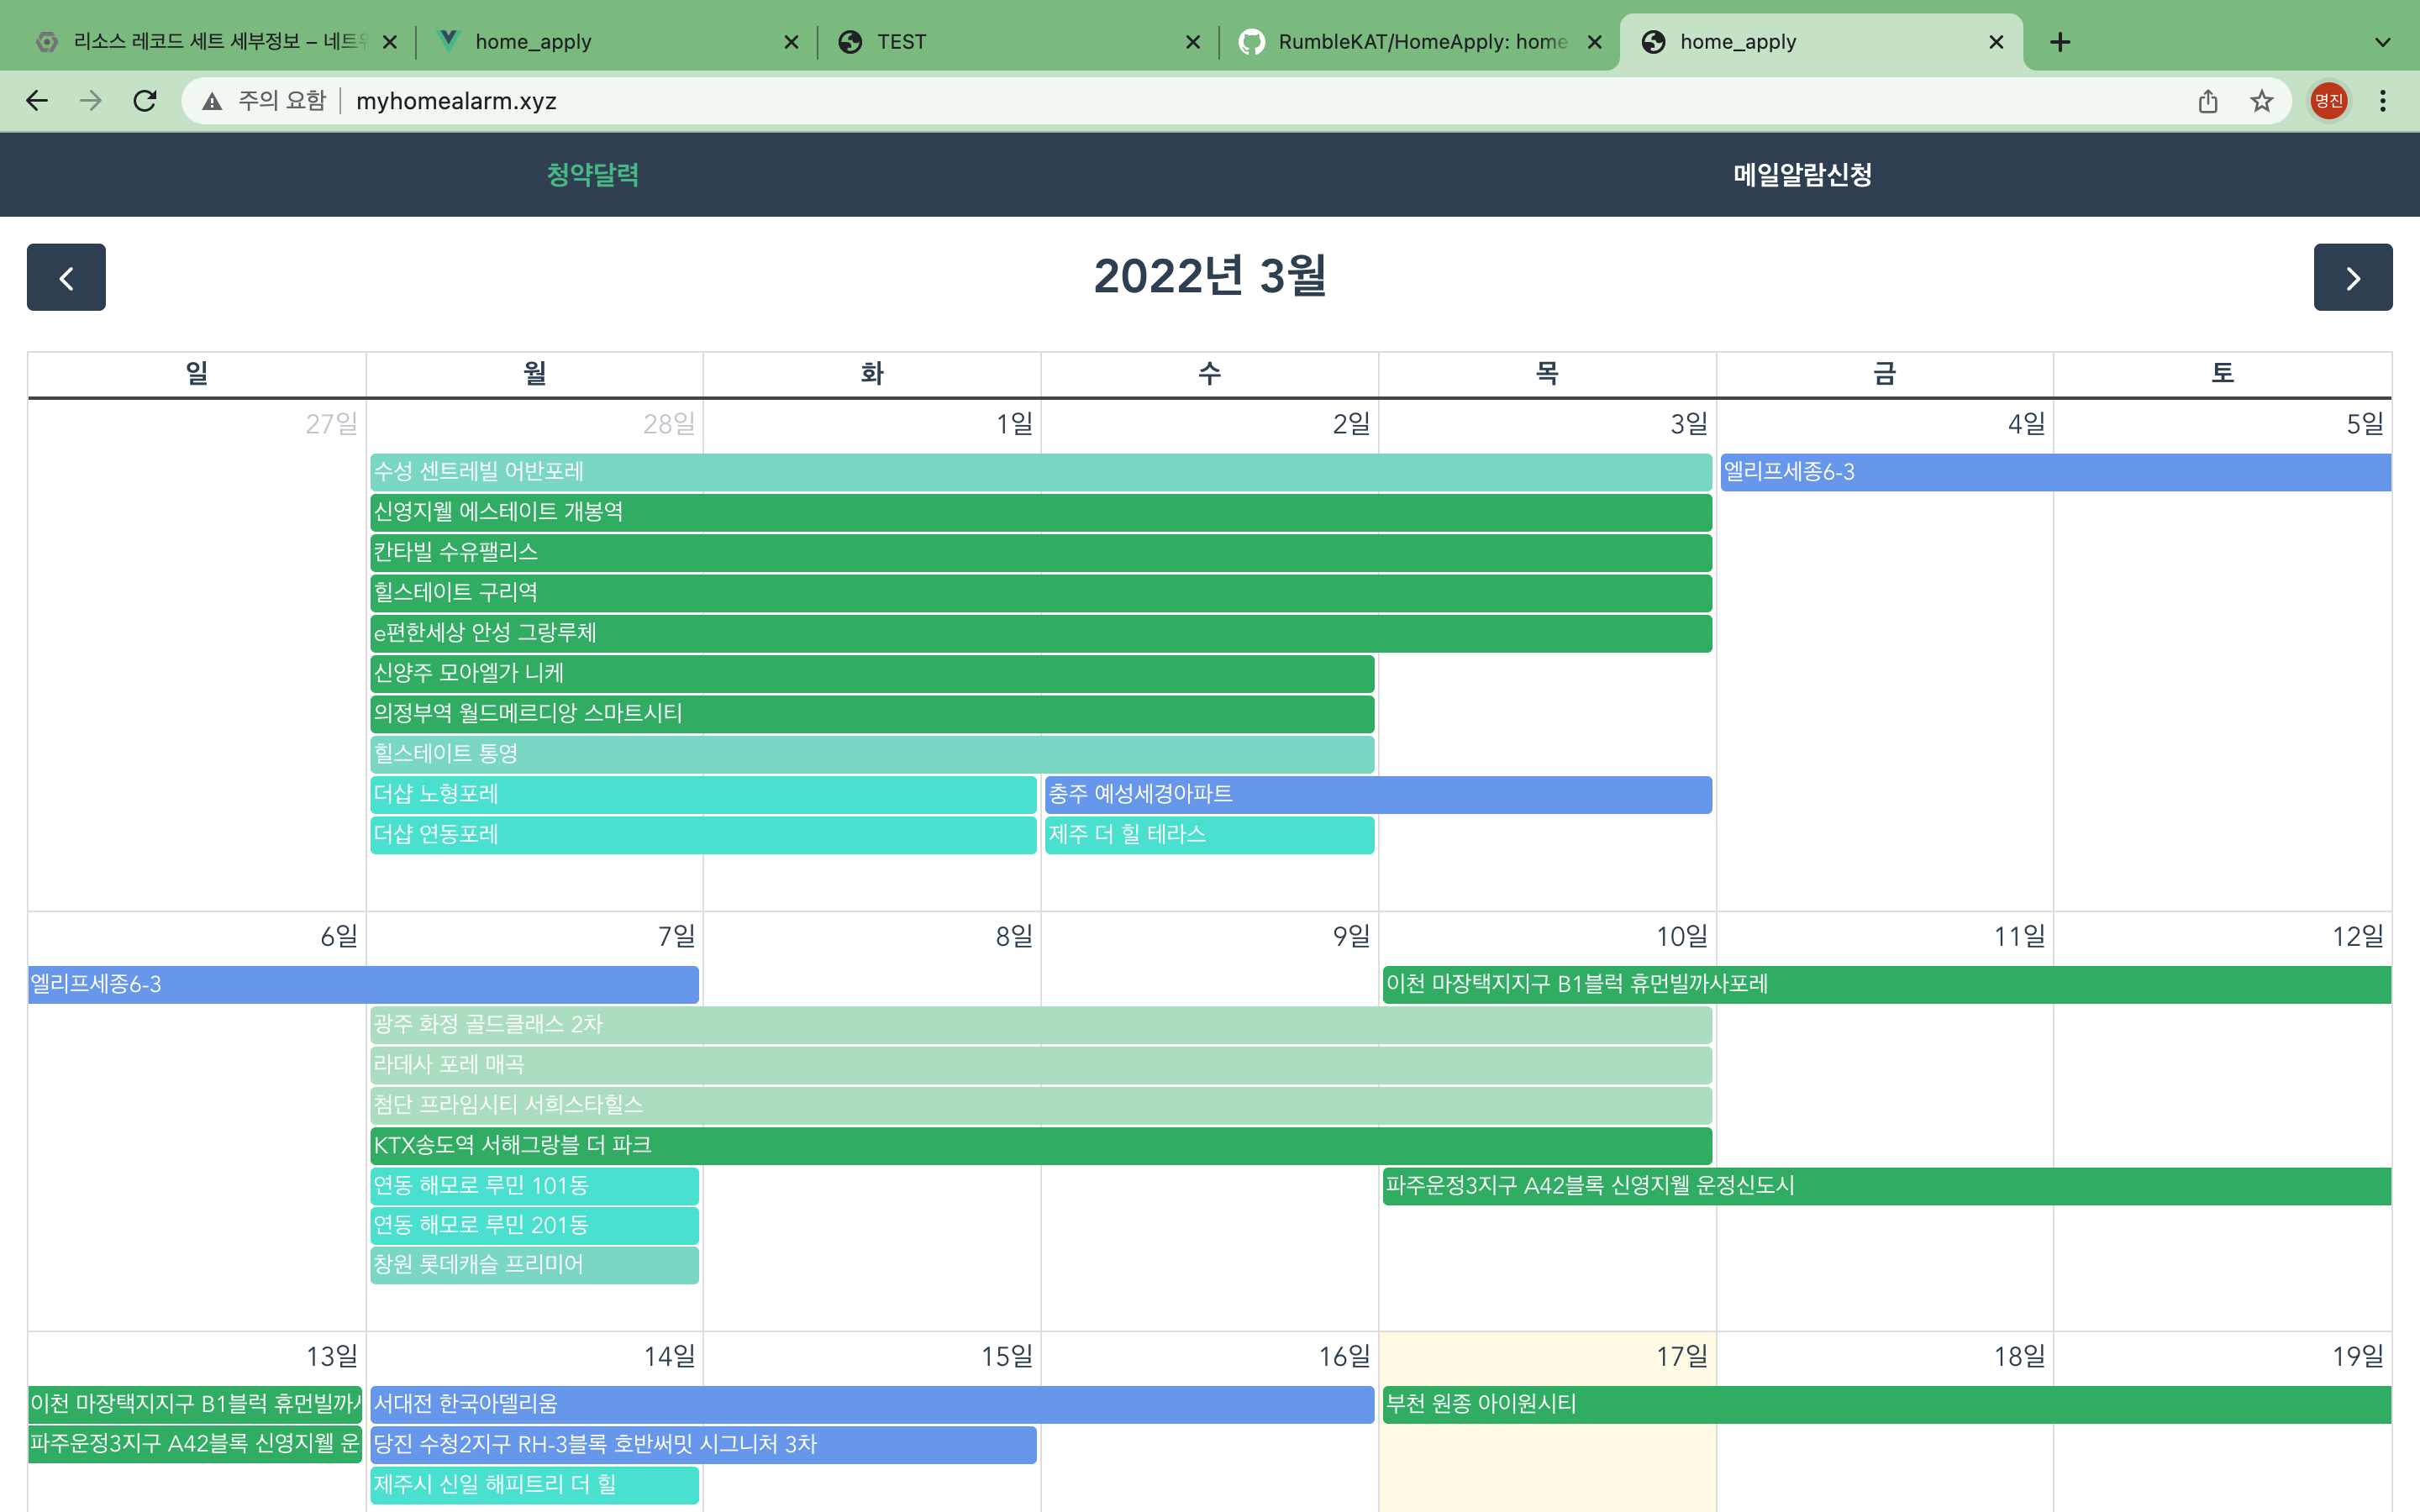 리소스 레코드 세트 세부정보 – 네트워
home_apply
TEST
RumbleKAT/HomeApply: home
home_apply
주의 요함
myhomealarm.xyz
명진
청약달력
메일알람신청
2022년 3월
일 월 화 수 목 금 토
27일 28일 1일 2일 3일 4일 5일
수성 센트레빌 어반포레
엘리프세종6-3
신영지웰 에스테이트 개봉역
칸타빌 수유팰리스
힐스테이트 구리역
e편한세상 안성 그랑루체
신양주 모아엘가 니케
의정부역 월드메르디앙 스마트시티
힐스테이트 통영
더샵 노형포레
충주 예성세경아파트
더샵 연동포레
제주 더 힐 테라스
6일 7일 8일 9일 10일 11일 12일
엘리프세종6-3
이천 마장택지지구 B1블럭 휴먼빌까사포레
광주 화정 골드클래스 2차
라데사 포레 매곡
첨단 프라임시티 서희스타힐스
KTX송도역 서해그랑블 더 파크
연동 해모로 루민 101동
파주운정3지구 A42블록 신영지웰 운정신도시
연동 해모로 루민 201동
창원 롯데캐슬 프리미어
13일 14일 15일 16일 17일 18일 19일
이천 마장택지지구 B1블럭 휴먼빌까
서대전 한국아델리움
부천 원종 아이원시티
파주운정3지구 A42블록 신영지웰 운
당진 수청2지구 RH-3블록 호반써밋 시그니처 3차
제주시 신일 해피트리 더 힐